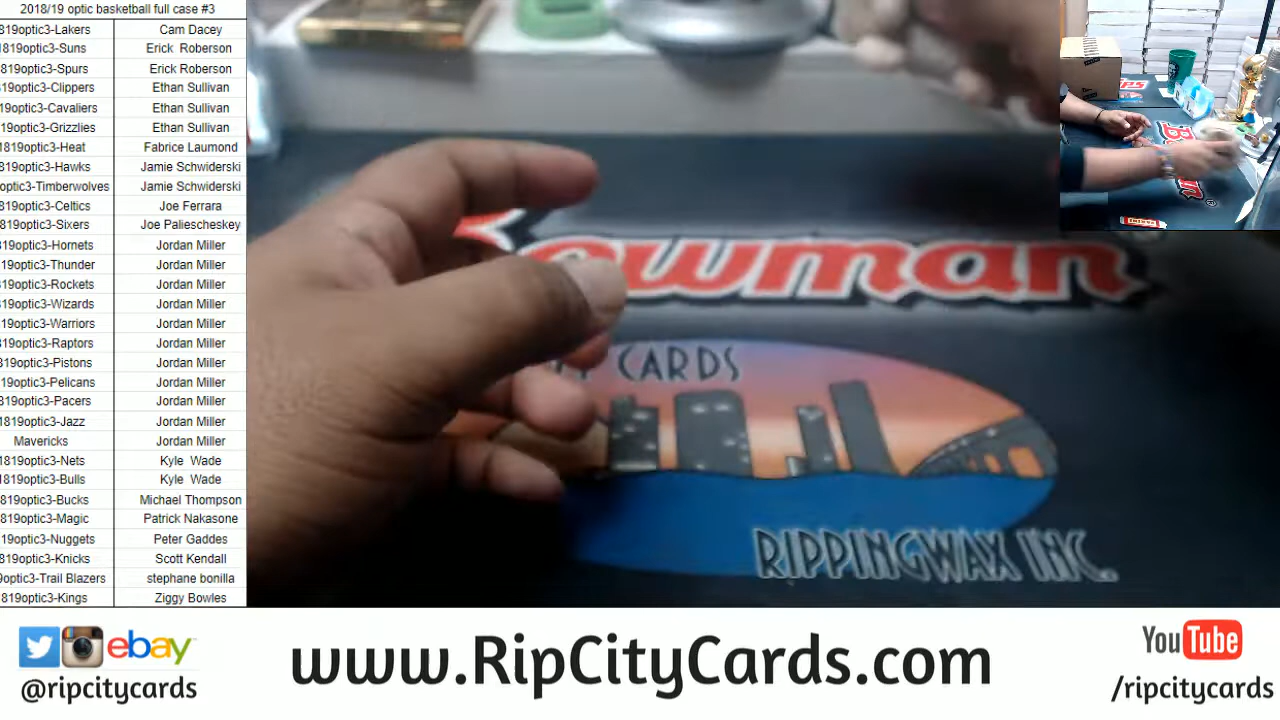 2018/19 optic basketball full case #3
819optic3-Lakers Cam Dacey
819optic3-Suns Erick Roberson
819optic3-Spurs Erick Roberson
819optic3-Clippers Ethan Sullivan
19optic3-Cavaliers Ethan Sullivan
19optic3-Grizzlies Ethan Sullivan
819optic3-Heat Fabrice Laumond
19optic3-Hawks Jamie Schwiderski
optic3-Timberwolves Jamie Schwiderski
819optic3-Celtics Joe Ferrara
819optic3-Sixers Joe Paliescheskey
19optic3-Hornets Jordan Miller
19optic3-Thunder Jordan Miller
19optic3-Rockets Jordan Miller
19optic3-Wizards Jordan Miller
19optic3-Warriors Jordan Miller
19optic3-Raptors Jordan Miller
19optic3-Pistons Jordan Miller
19optic3-Pelicans Jordan Miller
819optic3-Pacers Jordan Miller
1819optic3-Jazz Jordan Miller
Mavericks Jordan Miller
1819optic3-Nets Kyle Wade
1819optic3-Bulls Kyle Wade
819optic3-Bucks Michael Thompson
819optic3-Magic Patrick Nakasone
19optic3-Nuggets Peter Gaddes
819optic3-Knicks Scott Kendall
9optic3-Trail Blazers stephane bonilla
819optic3-Kings Ziggy Bowles
owman
CARDS
RIPPINGWAX INC.
ebay
@ripcitycards
www.RipCityCards.com
YouTube
/ripcitycards